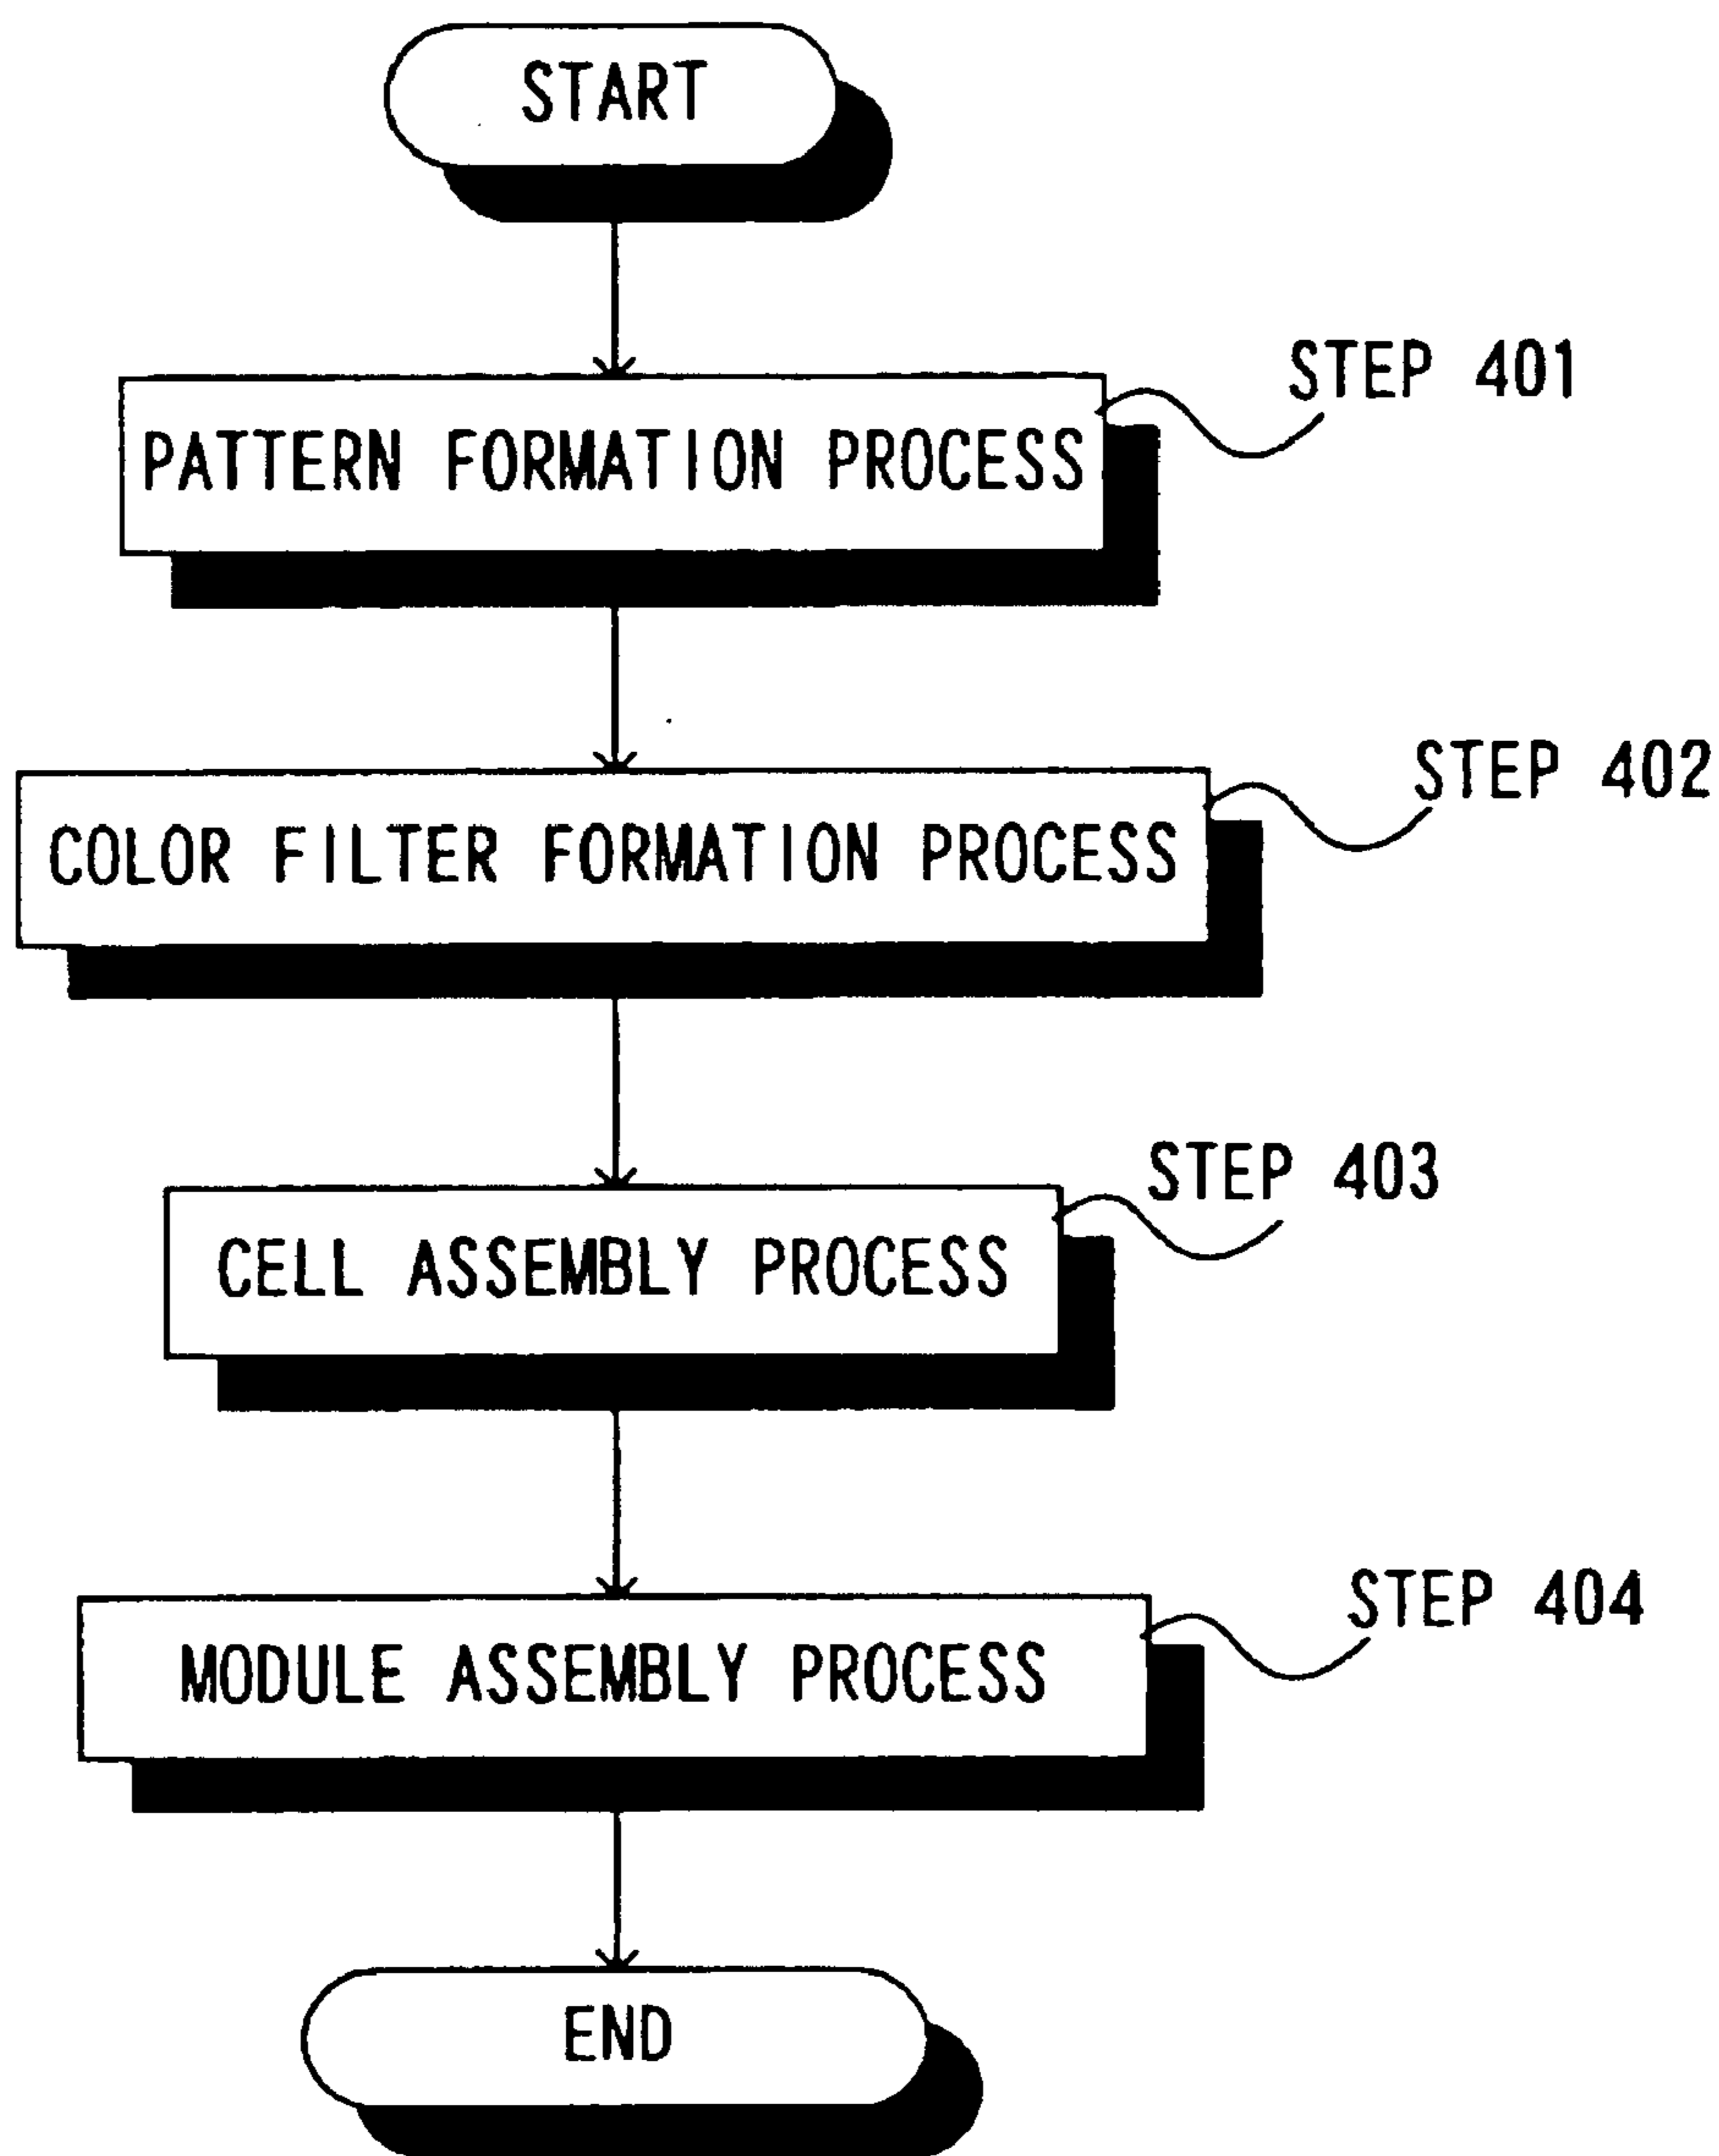 START
STEP 401
PATTERN FORMATION PROCESS
STEP 402
COLOR FILTER FORMATION PROCESS
STEP 403
CELL ASSEMBLY PROCESS
STEP 404
MODULE ASSEMBLY PROCESS
END